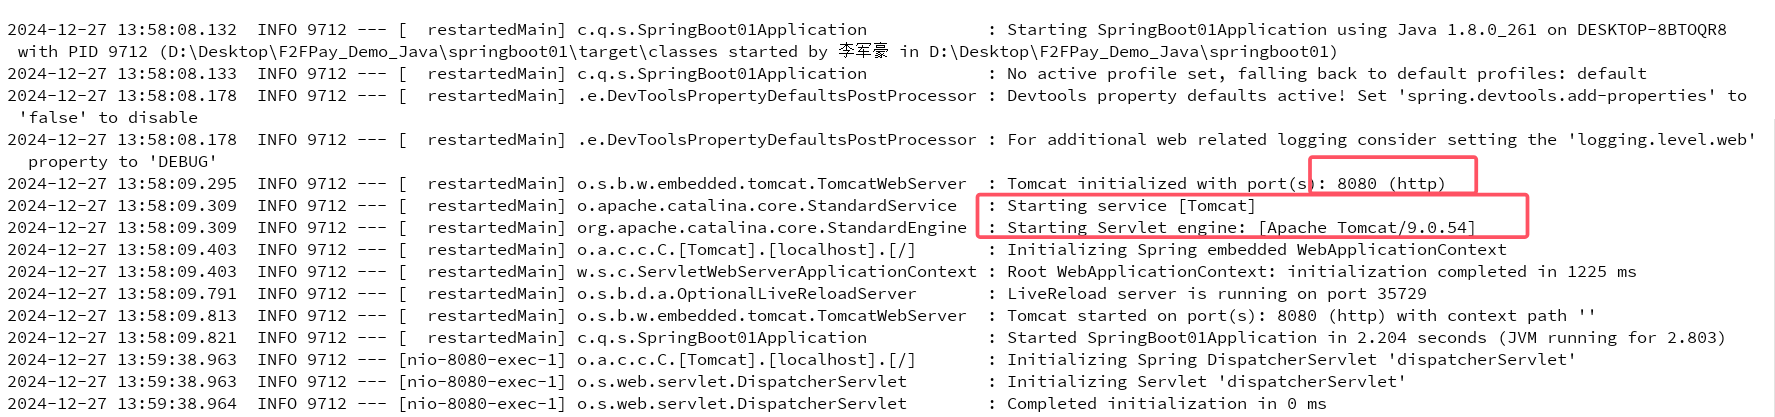 2024-12-27 13:58:08.132  INFO 9712 --- [  restartedMain] c.q.s.SpringBoot01Application            : Starting SpringBoot01Application using Java 1.8.0_261 on DESKTOP-8BTOQR8
 with PID 9712 (D:\Desktop\F2FPay_Demo_Java\springboot01\target\classes started by 李军豪 in D:\Desktop\F2FPay_Demo_Java\springboot01)
2024-12-27 13:58:08.133  INFO 9712 --- [  restartedMain] c.q.s.SpringBoot01Application            : No active profile set, falling back to default profiles: default
2024-12-27 13:58:08.178  INFO 9712 --- [  restartedMain] .e.DevToolsPropertyDefaultsPostProcessor : Devtools property defaults active! Set 'spring.devtools.add-properties' to
 'false' to disable
2024-12-27 13:58:08.178  INFO 9712 --- [  restartedMain] .e.DevToolsPropertyDefaultsPostProcessor : For additional web related logging consider setting the 'logging.level.web'
  property to 'DEBUG'
2024-12-27 13:58:09.295  INFO 9712 --- [  restartedMain] o.s.b.w.embedded.tomcat.TomcatWebServer  : Tomcat initialized with port(s): 8080 (http)
2024-12-27 13:58:09.309  INFO 9712 --- [  restartedMain] o.apache.catalina.core.StandardService   : Starting service [Tomcat]
2024-12-27 13:58:09.309  INFO 9712 --- [  restartedMain] org.apache.catalina.core.StandardEngine  : Starting Servlet engine: [Apache Tomcat/9.0.54]
2024-12-27 13:58:09.403  INFO 9712 --- [  restartedMain] o.a.c.c.C.[Tomcat].[localhost].[/]       : Initializing Spring embedded WebApplicationContext
2024-12-27 13:58:09.403  INFO 9712 --- [  restartedMain] w.s.c.ServletWebServerApplicationContext : Root WebApplicationContext: initialization completed in 1225 ms
2024-12-27 13:58:09.791  INFO 9712 --- [  restartedMain] o.s.b.d.a.OptionalLiveReloadServer       : LiveReload server is running on port 35729
2024-12-27 13:58:09.813  INFO 9712 --- [  restartedMain] o.s.b.w.embedded.tomcat.TomcatWebServer  : Tomcat started on port(s): 8080 (http) with context path ''
2024-12-27 13:58:09.821  INFO 9712 --- [  restartedMain] c.q.s.SpringBoot01Application            : Started SpringBoot01Application in 2.204 seconds (JVM running for 2.803)
2024-12-27 13:59:38.963  INFO 9712 --- [nio-8080-exec-1] o.a.c.c.C.[Tomcat].[localhost].[/]       : Initializing Spring DispatcherServlet 'dispatcherServlet'
2024-12-27 13:59:38.963  INFO 9712 --- [nio-8080-exec-1] o.s.web.servlet.DispatcherServlet        : Initializing Servlet 'dispatcherServlet'
2024-12-27 13:59:38.964  INFO 9712 --- [nio-8080-exec-1] o.s.web.servlet.DispatcherServlet        : Completed initialization in 0 ms